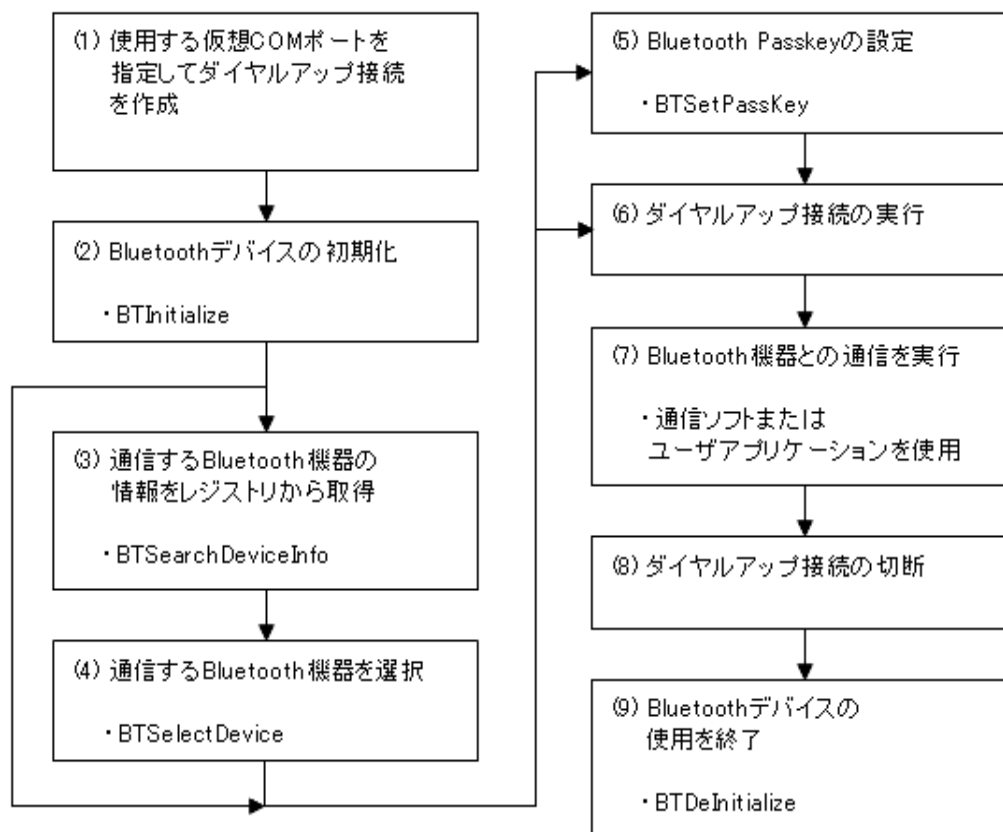 (1) 使用する仮想COMポートを
指定してダイヤルアップ接続
を作成
(2) Bluetoothデバイスの初期化
・BTInitialize
(3) 通信するBluetooth機器の
情報をレジストリから取得
・BTSearchDeviceInfo
(4) 通信するBluetooth機器を選択
・BTSelectDevice
(5) Bluetooth Passkeyの設定
・BTSetPassKey
(6) ダイヤルアップ接続の実行
(7) Bluetooth機器との通信を実行
・通信ソフトまたは
ユーザアプリケーションを使用
(8) ダイヤルアップ接続の切断
(9) Bluetoothデバイスの
使用を終了
・BTDeInitialize